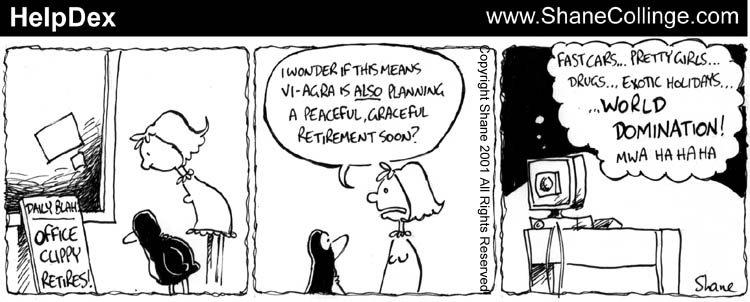 HelpDex
www.ShaneCollinge.com
DAILY BLAH
OFFICE
CLIPPY
RETIRES!
I WONDER IF THIS MEANS
VI-AGRA IS ALSO PLANNING
A PEACEFUL, GRACEFUL
RETIREMENT SOON?
Copyright Shane 2001 All Rights Reserved
FAST CARS... PRETTY GIRLS...
DRUGS... EXOTIC HOLIDAYS...
...WORLD
DOMINATION!
MWA HA HA HA
Shane